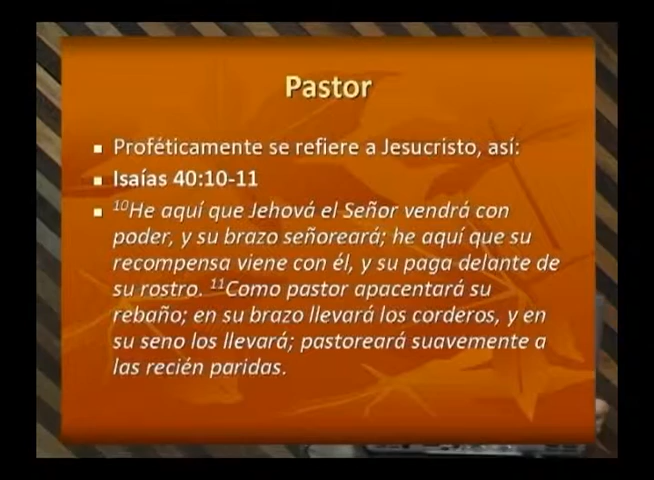 Pastor
Proféticamente se refiere a Jesucristo, así:
Isaías 40:10-11
10He aquí que Jehová el Señor vendrá con
poder, y su brazo señoreará; he aquí que su
recompensa viene con él, y su paga delante de
su rostro. 11Como pastor apacentará su
rebaño; en su brazo llevará los corderos, y en
su seno los llevará; pastoreará suavemente a
las recién paridas.